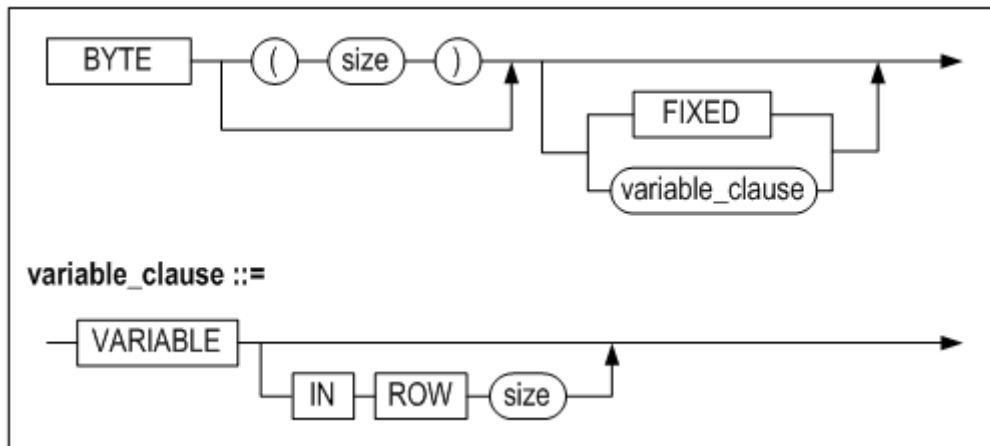 BYTE ( size )
FIXED
variable_clause
variable_clause ::=
VARIABLE
IN ROW size